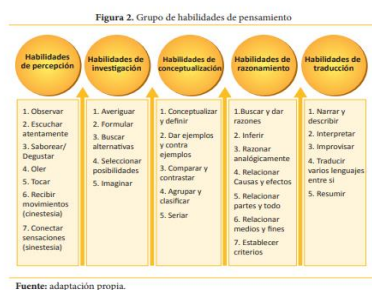 Figura 2. Grupo de habilidades de pensamiento
Habilidades
de percepción
1. Observar
2. Escuchar
atentamente
3. Saborear/
Degustar
4. Oler
5. Tocar
6. Recibir
movimientos
(cinestesia)
7. Conectar
sensaciones
(sinestesia)
Habilidades de
investigación
1. Averiguar
2. Formular
3. Buscar
alternativas
4. Seleccionar
posibilidades
5. Imaginar
Habilidades de
conceptualización
1. Conceptualizar
y definir
2. Dar ejemplos
y contra
ejemplos
3. Comparar y
contrastar
4. Agrupar y
clasificar
5. Seriar
Habilidades de
razonamiento
1.Buscar y dar
razones
2. Inferir
3. Razonar
analógicamente
4. Relacionar
Causas y efectos
5. Relacionar
partes y todo
6. Relacionar
medios y fines
7. Establecer
criterios
Habilidades de
traducción
1. Narrar y
describir
2. Interpretar
3. Improvisar
4. Traducir
varios lenguajes
entre si
5. Resumir
Fuente: adaptación propia.